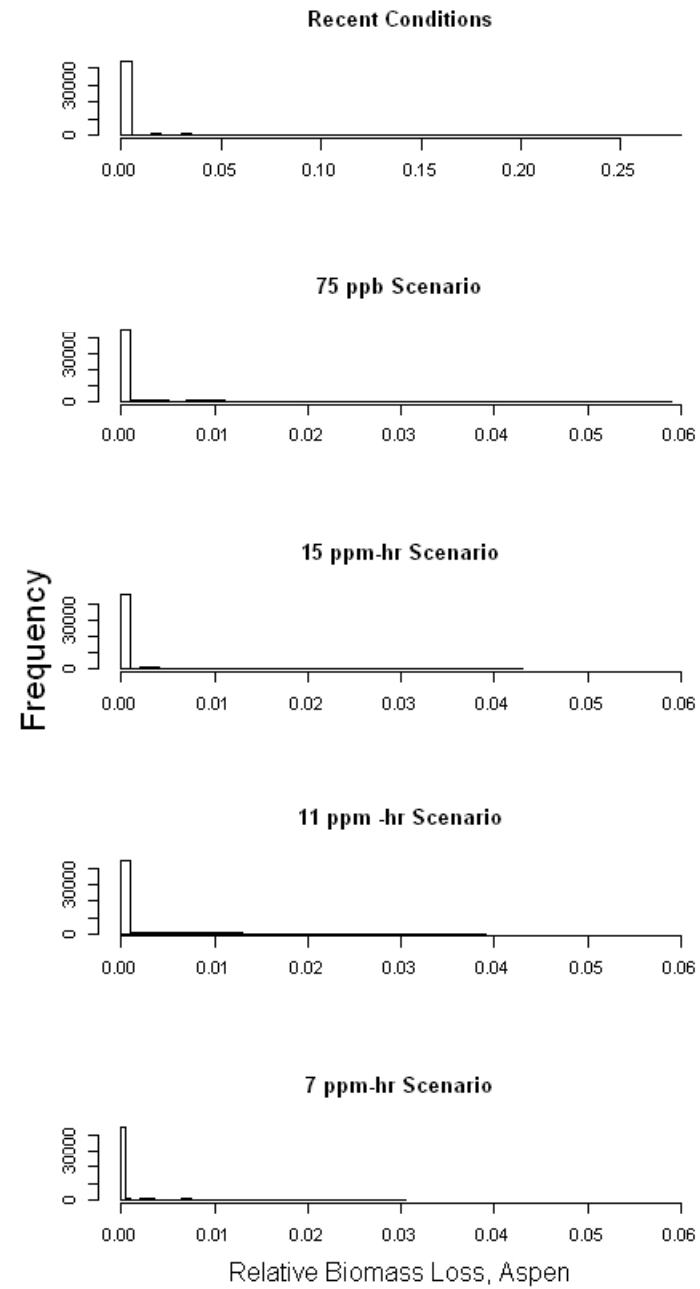 Recent Conditions
30000
0
0.00 0.05 0.10 0.15 0.20 0.25
75 ppb Scenario
30000
0
0.00 0.01 0.02 0.03 0.04 0.05 0.06
15 ppm-hr Scenario
Frequency
30000
0
0.00 0.01 0.02 0.03 0.04 0.05 0.06
11 ppm -hr Scenario
30000
0
0.00 0.01 0.02 0.03 0.04 0.05 0.06
7 ppm-hr Scenario
30000
0
0.00 0.01 0.02 0.03 0.04 0.05 0.06
Relative Biomass Loss, Aspen